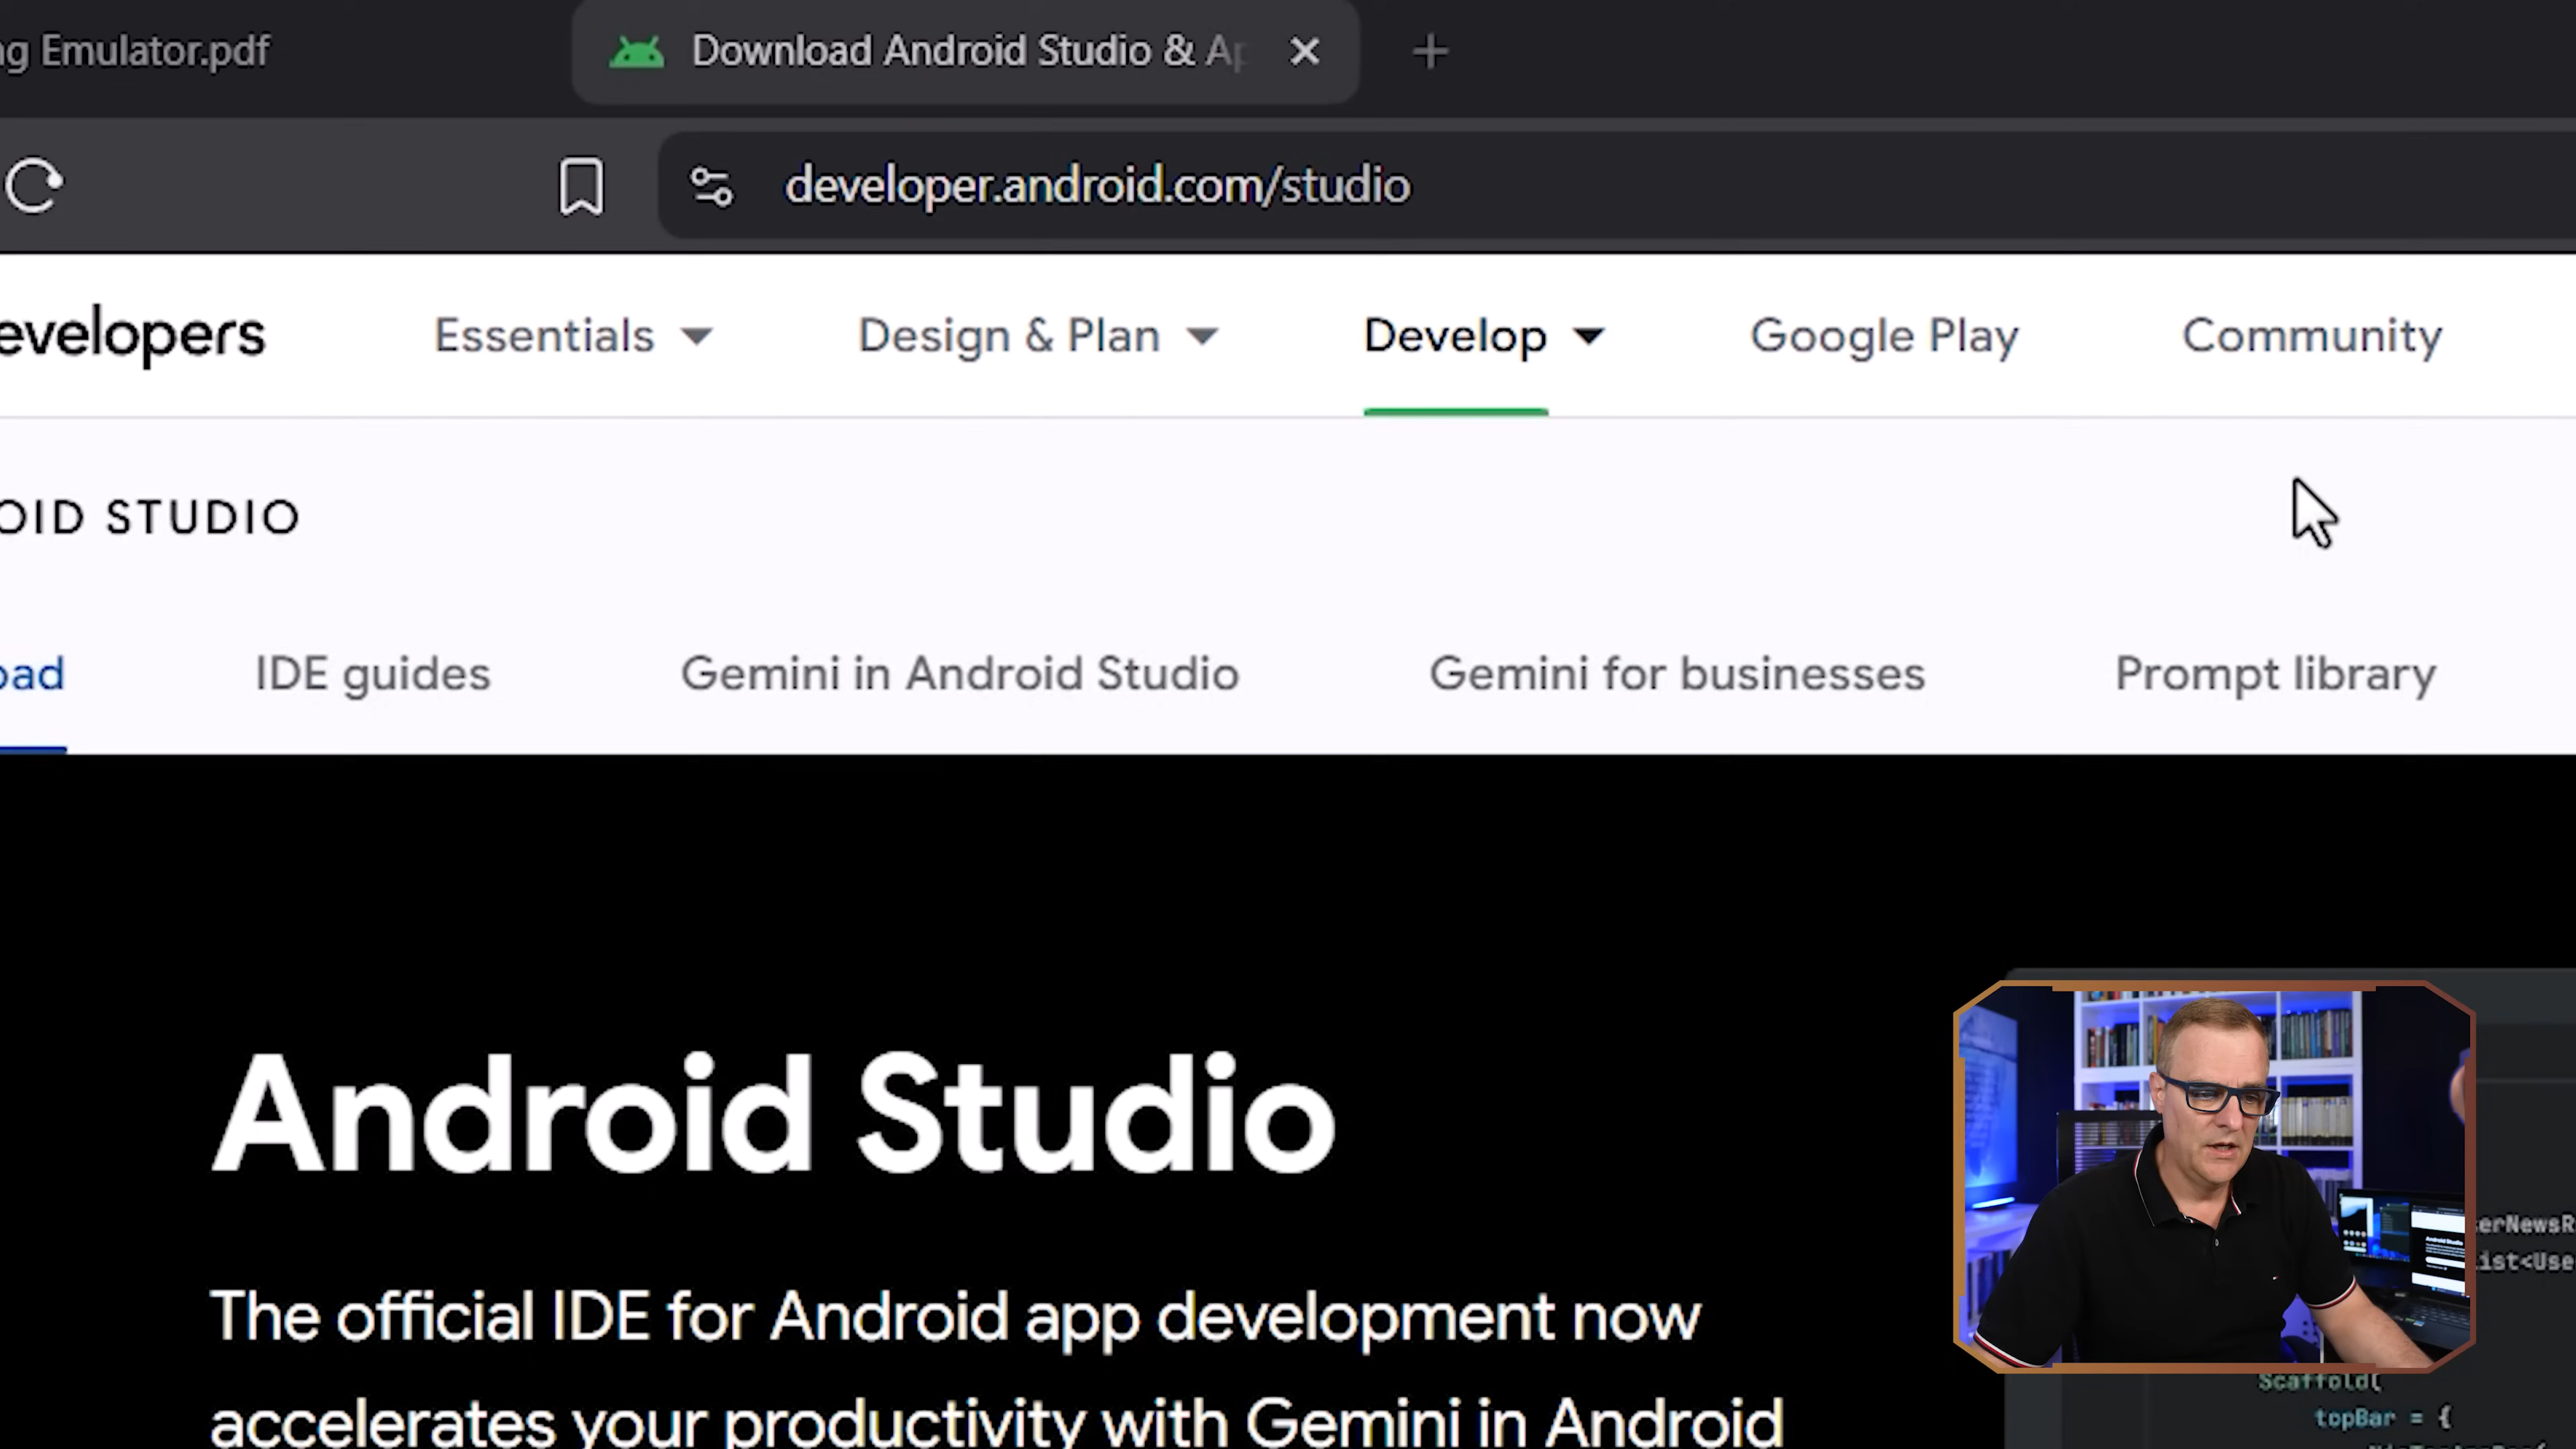 ng Emulator.pdf
Download Android Studio & Ap
developer.android.com/studio
evelopers Essentials Design & Plan Develop Google Play Community
OID STUDIO
oad IDE guides Gemini in Android Studio Gemini for businesses Prompt library
Android Studio
The official IDE for Android app development now
accelerates your productivity with Gemini in Android
erNewsR
ist<Use
Scaffold(
topBar = {